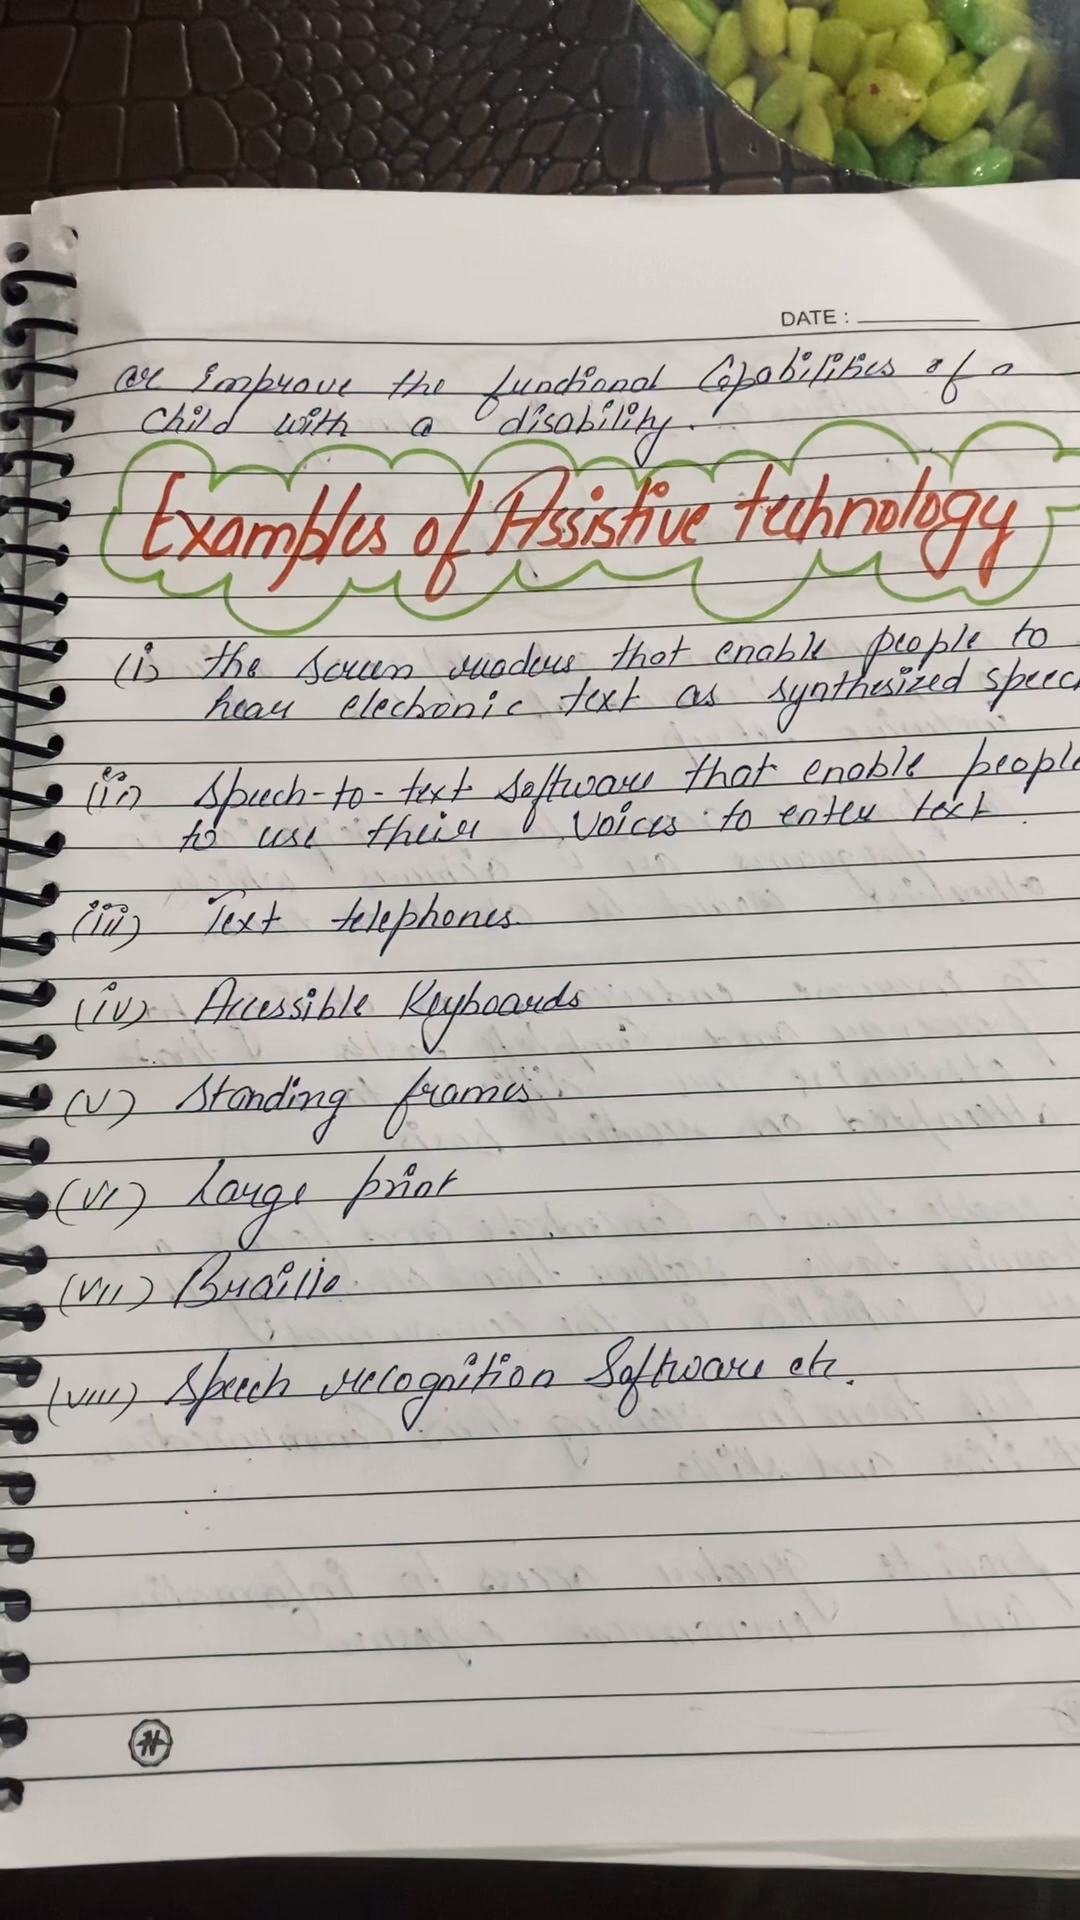 DATE :
or improve the functional Capabilities of a
Child with a disability.
Examples of Assistive technology
(i) the screen readers that enable people to
hear electronic text as synthesized speec
(ii) Speech-to-text software that enable people
to use their voices to enter text.
(iii) Text telephones.
(iv) Accessible Keyboards
(v) Standing frames.
(vi) Large print
(vii) Braille
(viii) Speech recognition Software etc.
N